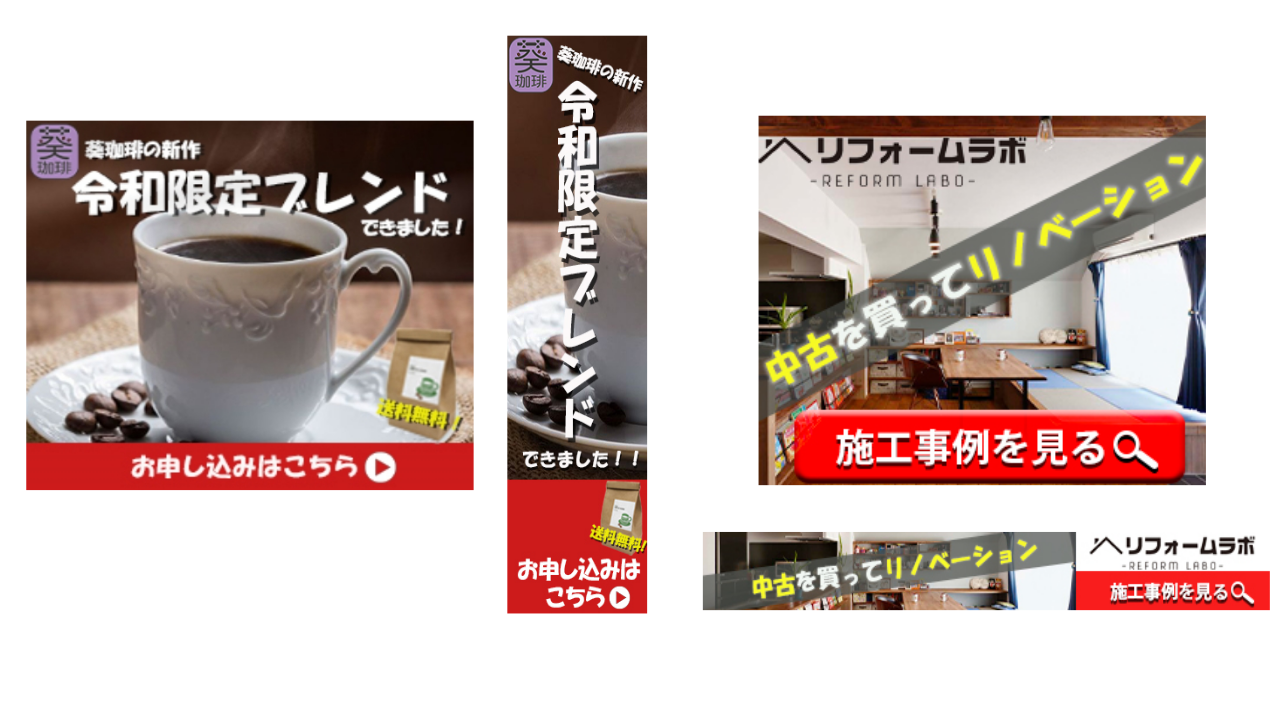 葵
珈琲
葵珈琲の新作
令和限定ブレンド
できました！
送料無料！
お申し込みはこちら
葵
珈琲
葵珈琲の新作
令和限定ブレンド
できました！！
送料無料!
お申し込みは
こちら
リフォームラボ
-REFORM LABO-
中古を買ってリノベーション
施工事例を見る
中古を買ってリノベーション
リフォームラボ
-REFORM LABO-
施工事例を見る